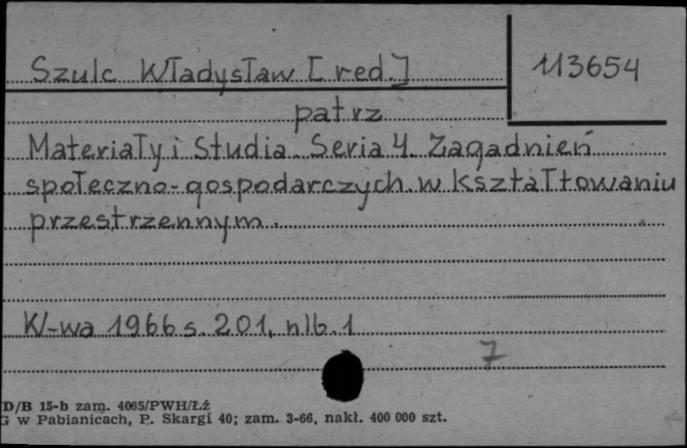 Szulc Władysław [red.]
113654
patrz
Materiały i Studia Seria 4. Zagadnień
społeczno-gospodarczych w kształtowaniu
przestrzennym.
W-wa 1966 s. 201, nlb. 1
7
D/B 15-b zam. 4065/PWH/Łź
G w Pabianicach, P. Skargi 40; zam. 3-66, nakł. 400 000 szt.